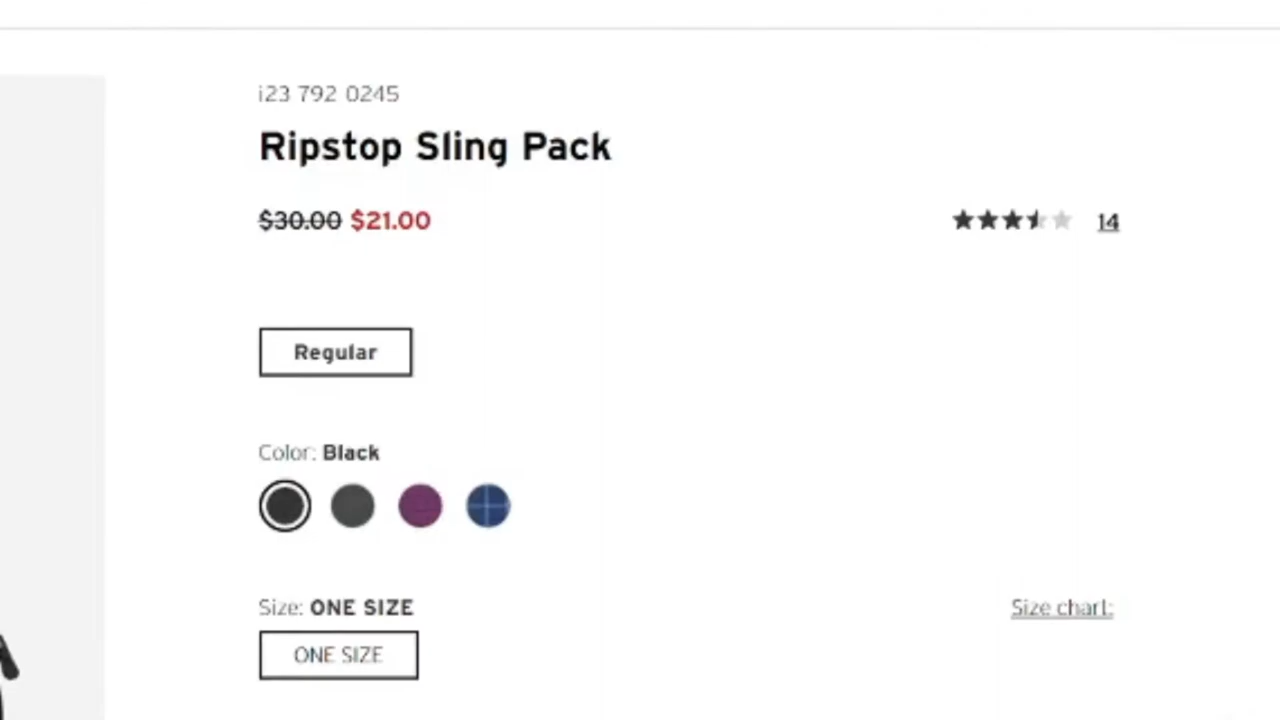 i23 792 0245
Ripstop Sling Pack
$30.00 $21.00
14
Regular
Color: Black
Size: ONE SIZE
Size chart:
ONE SIZE